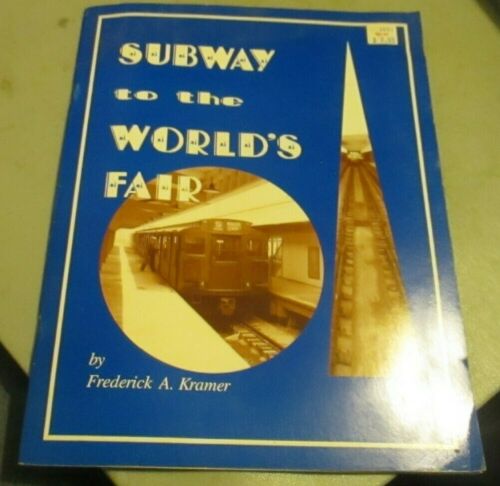 SUBWAY
to the
WORLD'S
FAIR
by
Frederick A. Kramer